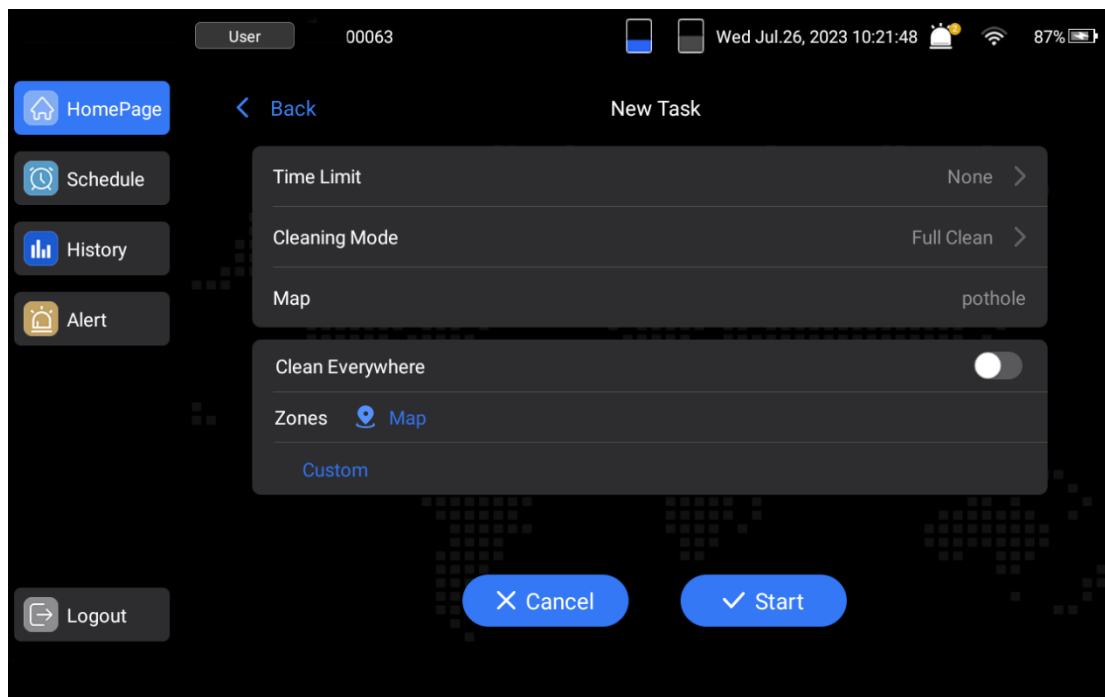 User 00063 Wed Jul.26, 2023 10:21:48 2 87%
HomePage
Schedule
History
Alert
Logout
Back New Task
Time Limit None
Cleaning Mode Full Clean
Map pothole
Clean Everywhere
Zones Map
Custom
Cancel Start